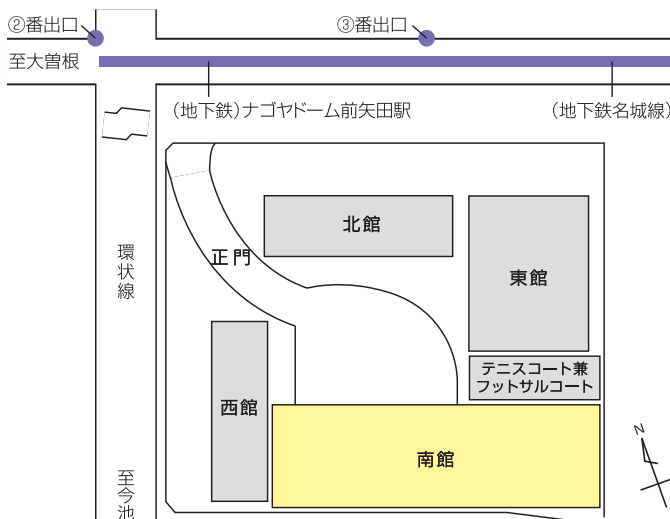 ②番出口
③番出口
至大曽根
(地下鉄)ナゴヤドーム前矢田駅
(地下鉄名城線)
北館
正門
環状線
東館
テニスコート兼
フットサルコート
西館
南館
N
至今池